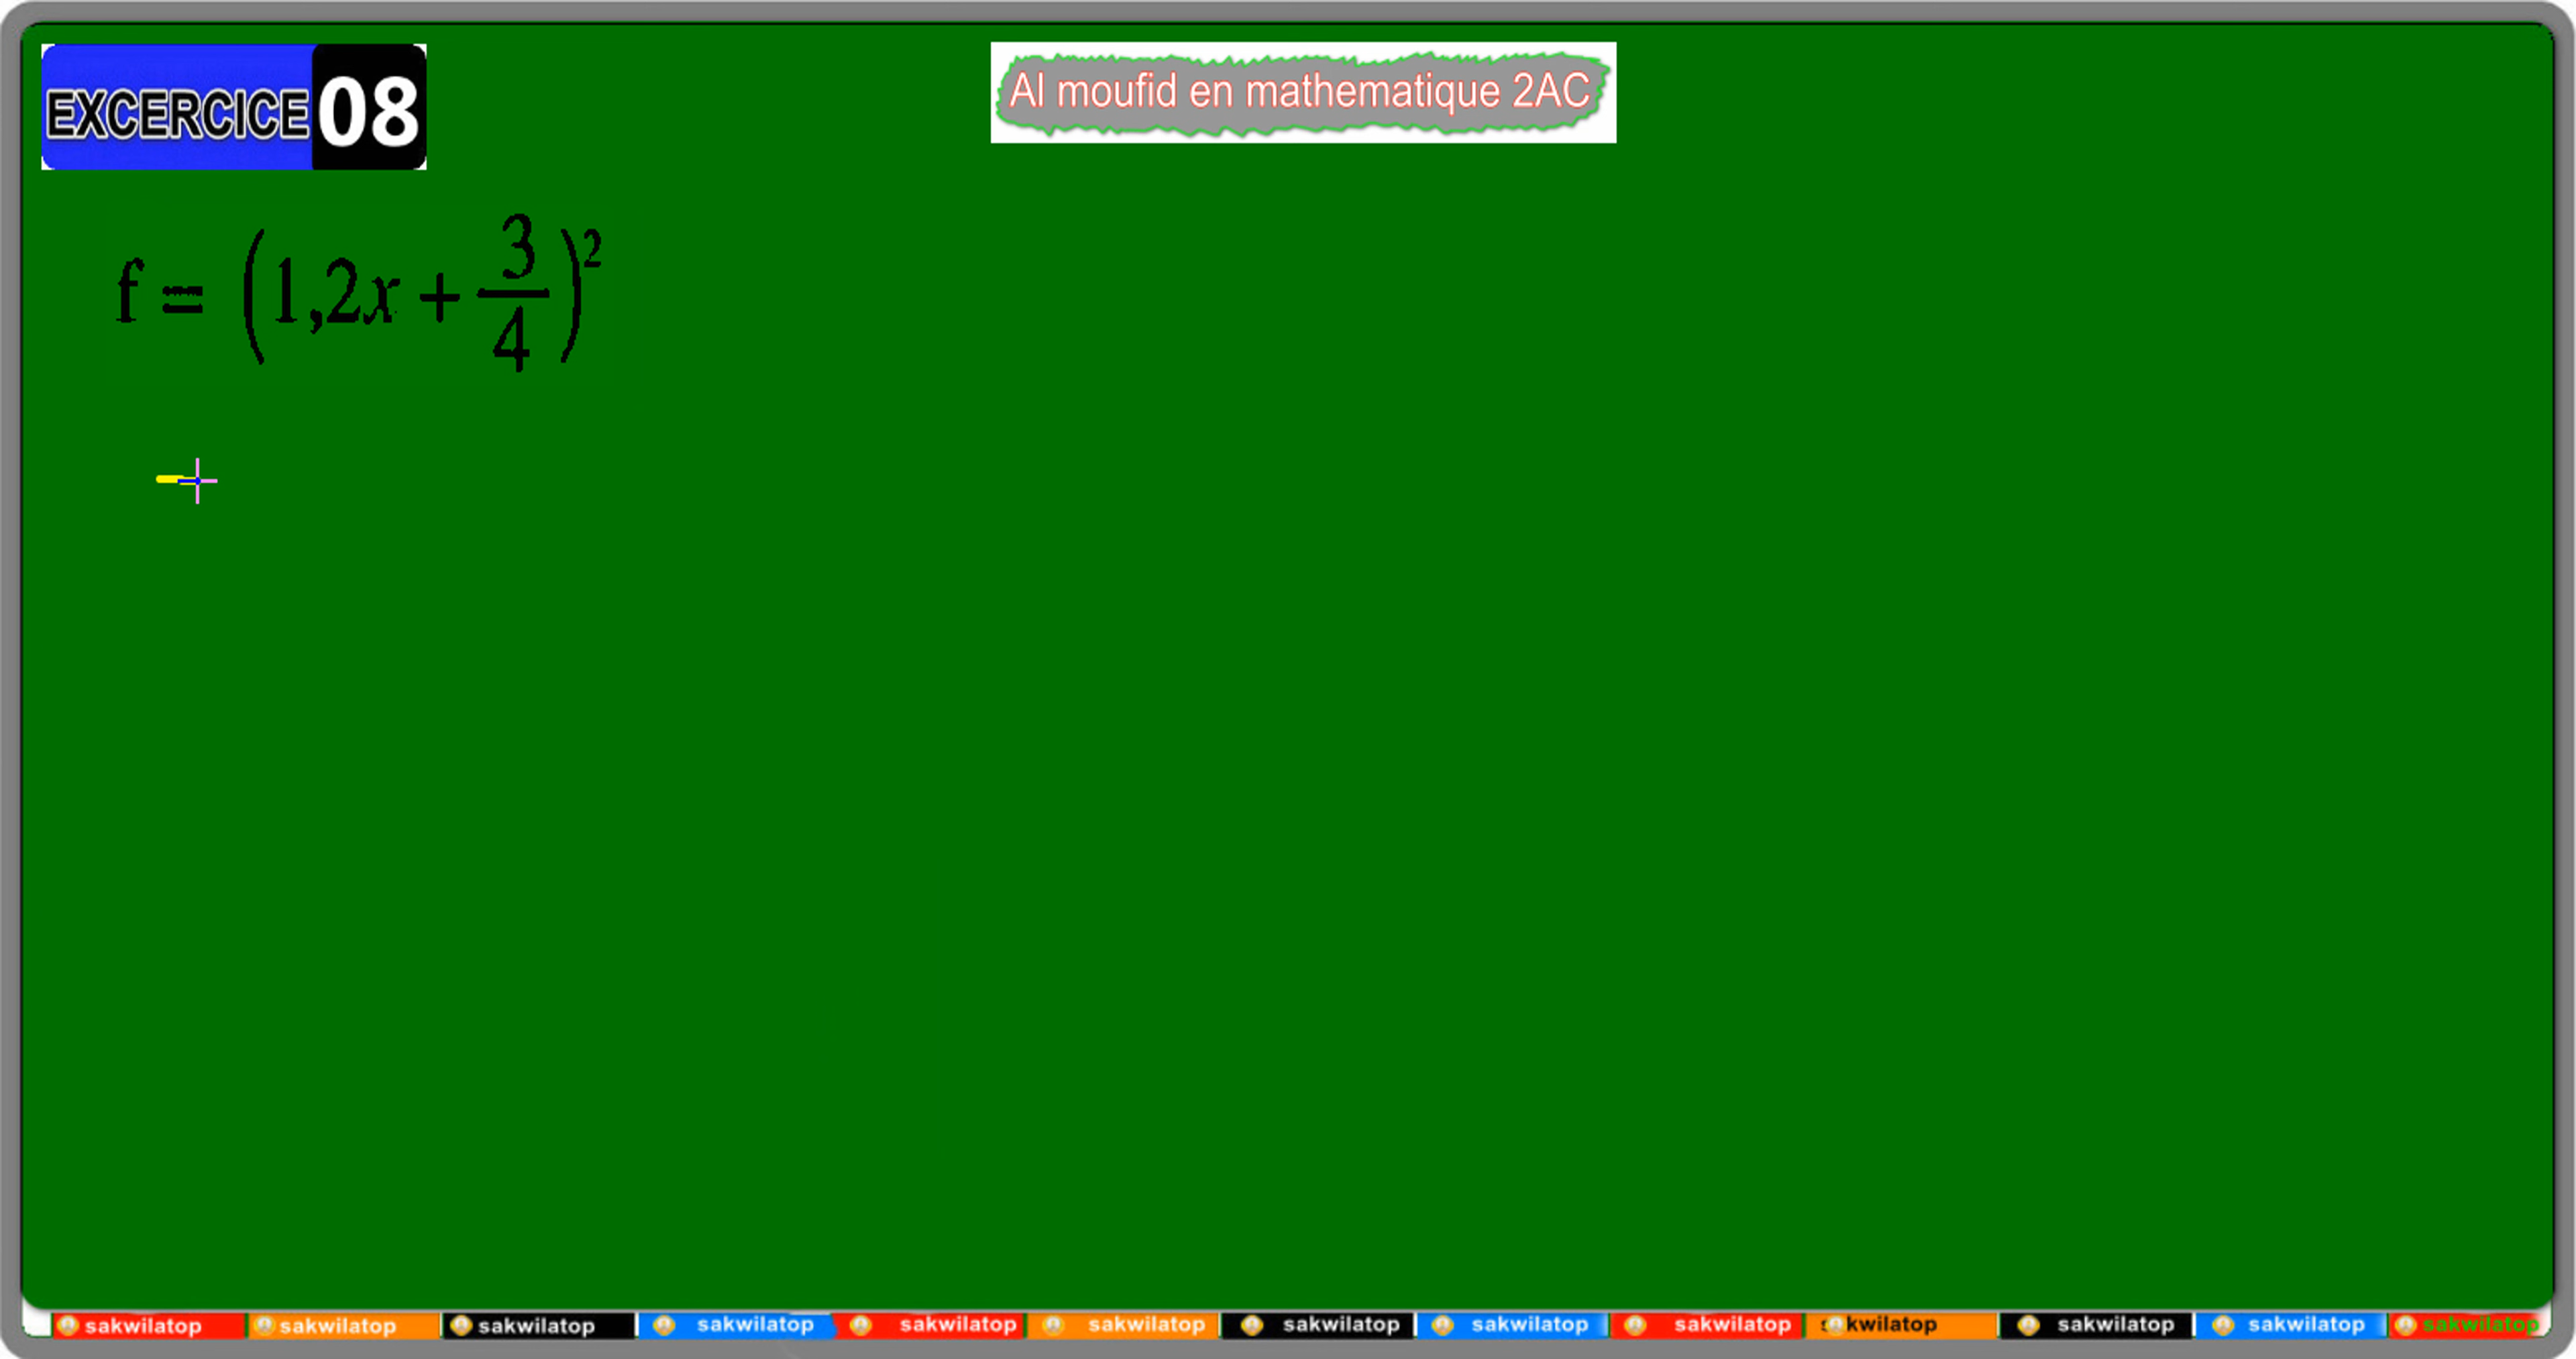 EXCERCICE 08
Al moufid en mathematique 2AC
f = (1,2x + 3/4)²
sakwilatop sakwilatop sakwilatop sakwilatop sakwilatop sakwilatop sakwilatop sakwilatop sakwilatop kwilatop sakwilatop sakwilatop sakwilatop